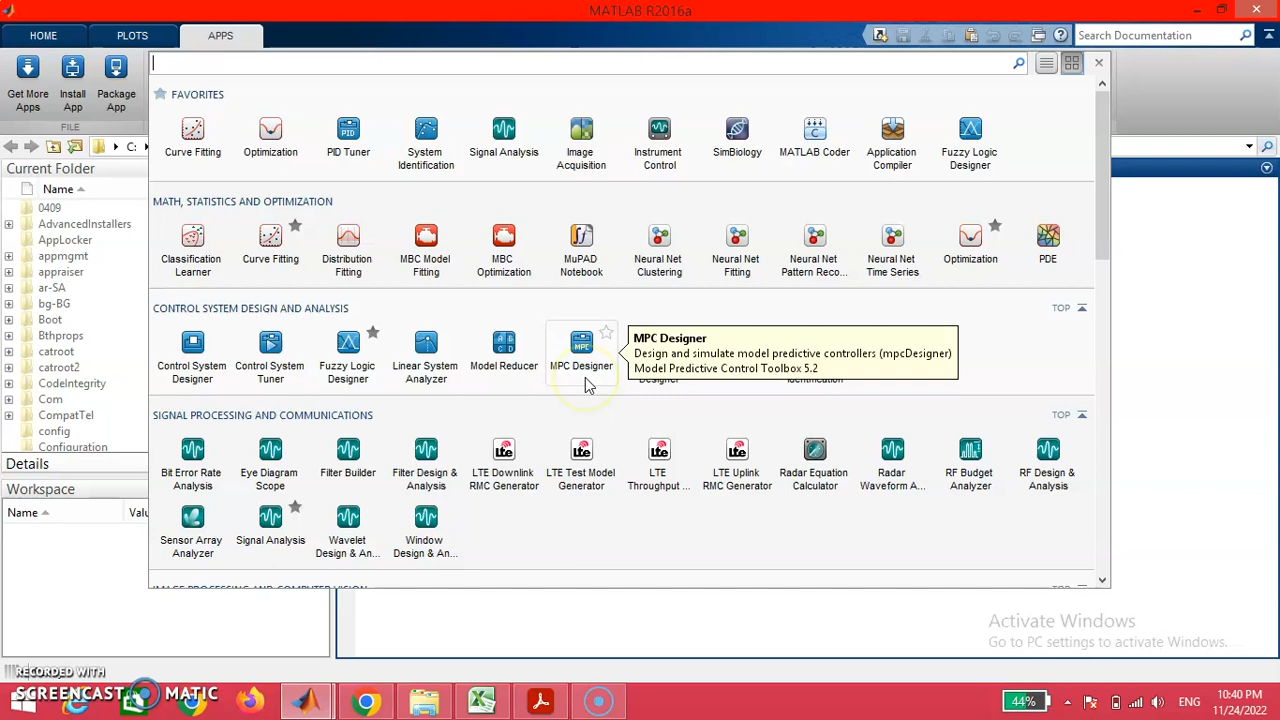 MATLAB R2016a
HOME
PLOTS
APPS
Search Documentation
Get More Apps
Install App
Package App
FILE
C:
Current Folder
Name
0409
AdvancedInstallers
AppLocker
appmgmt
appraiser
ar-SA
bg-BG
Boot
Bthprops
catroot
catroot2
CodeIntegrity
Com
CompatTel
config
Configuration
Details
Workspace
Name
Valu
FAVORITES
Curve Fitting
Optimization
PID Tuner
System Identification
Signal Analysis
Image Acquisition
Instrument Control
SimBiology
MATLAB Coder
Application Compiler
Fuzzy Logic Designer
MATH, STATISTICS AND OPTIMIZATION
Classification Learner
Curve Fitting
Distribution Fitting
MBC Model Fitting
MBC Optimization
MuPAD Notebook
Neural Net Clustering
Neural Net Fitting
Neural Net Pattern Reco...
Neural Net Time Series
Optimization
PDE
CONTROL SYSTEM DESIGN AND ANALYSIS
TOP
Control System Designer
Control System Tuner
Fuzzy Logic Designer
Linear System Analyzer
Model Reducer
MPC Designer
MPC Designer
Design and simulate model predictive controllers (mpcDesigner)
Model Predictive Control Toolbox 5.2
SIGNAL PROCESSING AND COMMUNICATIONS
TOP
Bit Error Rate Analysis
Eye Diagram Scope
Filter Builder
Filter Design & Analysis
LTE Downlink RMC Generator
LTE Test Model Generator
LTE Throughput ...
LTE Uplink RMC Generator
Radar Equation Calculator
Radar Waveform A...
RF Budget Analyzer
RF Design & Analysis
Sensor Array Analyzer
Signal Analysis
Wavelet Design & An...
Window Design & An...
Activate Windows
Go to PC settings to activate Windows.
RECORDED WITH
SCREENCAST MATIC
44%
ENG
10:40 PM
11/24/2022